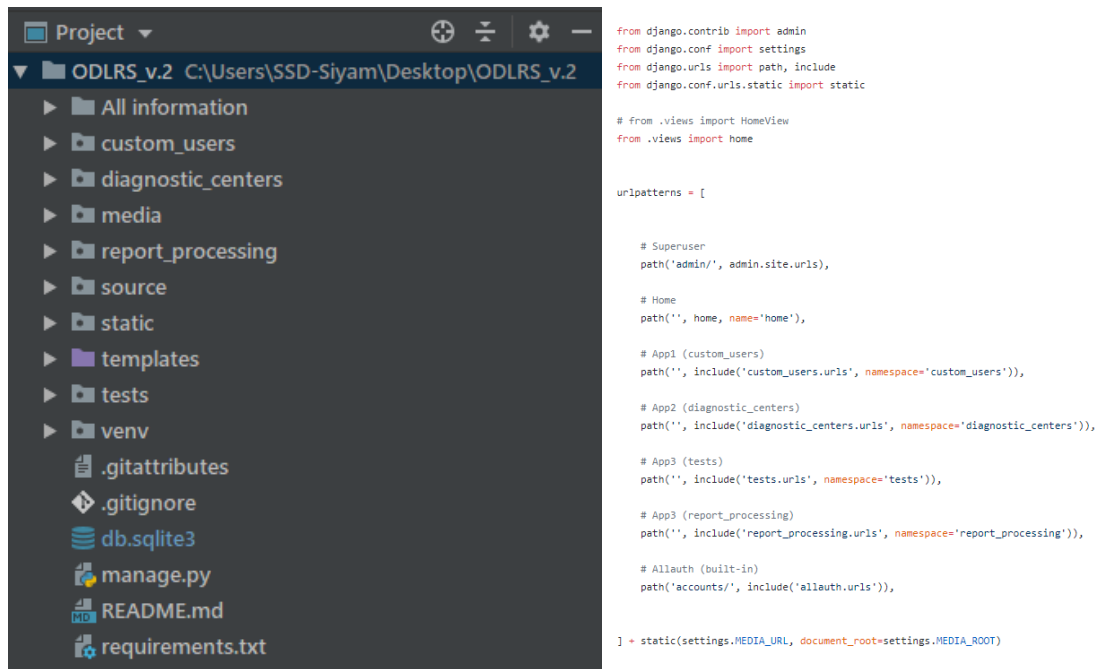 Project
ODLRS_v.2 C:\Users\SSD-Siyam\Desktop\ODLRS_v.2
All information
custom_users
diagnostic_centers
media
report_processing
source
static
templates
tests
venv
.gitattributes
.gitignore
db.sqlite3
manage.py
MD README.md
requirements.txt
from django.contrib import admin
from django.conf import settings
from django.urls import path, include
from django.conf.urls.static import static
# from .views import HomeView
from .views import home
urlpatterns = [
# Superuser
path('admin/', admin.site.urls),
# Home
path('', home, name='home'),
# App1 (custom_users)
path('', include('custom_users.urls', namespace='custom_users')),
# App2 (diagnostic_centers)
path('', include('diagnostic_centers.urls', namespace='diagnostic_centers')),
# App3 (tests)
path('', include('tests.urls', namespace='tests')),
# App3 (report_processing)
path('', include('report_processing.urls', namespace='report_processing')),
# Allauth (built-in)
path('accounts/', include('allauth.urls')),
] + static(settings.MEDIA_URL, document_root=settings.MEDIA_ROOT)